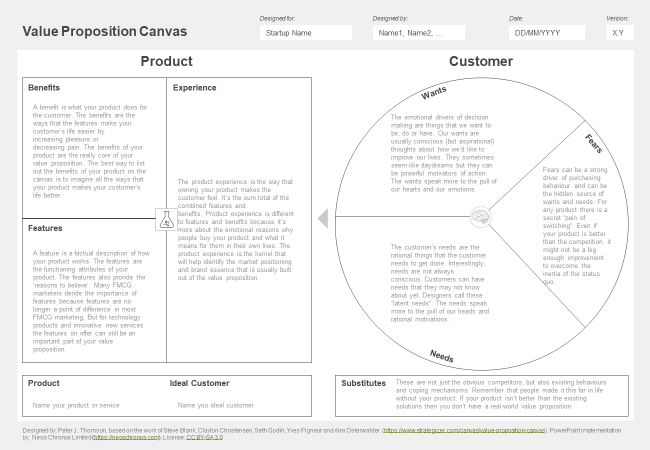 Designed for:
Designed by:
Date:
Version:
Value Proposition Canvas
Startup Name
Name1, Name2, ...
DD/MM/YYYY
X.Y
Product
Customer
Benefits
A benefit is what your product does for
the customer. The benefits are the
ways that the features make your
customer's life easier by
increasing pleasure or
decreasing pain. The benefits of your
product are the really core of your
value proposition. The best way to list
out the benefits of your product on the
canvas is to imagine all the ways that
your product makes your customer's
life better.
Features
A feature is a factual description of how
your product works. The features are
the functioning attributes of your
product. The features also provide the
'reasons to believe'. Many FMCG
marketers deride the importance of
features because features are no
longer a point of difference in most
FMCG marketing. But for technology
products and innovative new services
the features on offer can still be an
important part of your value
proposition.
Experience
The product experience is the way that
owning your product makes the
customer feel. It's the sum total of the
combined features and
benefits. Product experience is different
to features and benefits because it's
more about the emotional reasons why
people buy your product and what it
means for them in their own lives. The
product experience is the kernel that
will help identify the market positioning
and brand essence that is usually built
out of the value proposition.
Wants
The emotional drivers of decision
making are things that we want to
be, do or have. Our wants are
usually conscious (but aspirational)
thoughts about how we'd like to
improve our lives. They sometimes
seem like daydreams but they can
be powerful motivators of action.
The wants speak more to the pull of
our hearts and our emotions.
Fears
Fears can be a strong
driver of purchasing
behaviour and can be
the hidden source of
wants and needs. For
any product there is a
secret "pain of
switching". Even if
your product is better
than the competition, it
might not be a big
enough improvement
to overcome the
inertia of the status
quo.
The customer's needs are the
rational things that the customer
needs to get done. Interestingly,
needs are not always
conscious. Customers can have
needs that they may not know
about yet. Designers call these
"latent needs". The needs speak
more to the pull of our heads and
rational motivations.
Needs
Product
Name your product or service
Ideal Customer
Name you ideal customer
Substitutes
These are not just the obvious competitors, but also existing behaviours
and coping mechanisms. Remember that people made it this far in life
without your product. If your product isn't better than the existing
solutions then you don't have a real-world value proposition.
Designed by: Peter J. Thomson, based on the work of Steve Blank, Clayton Christensen, Seth Godin, Yves Pigneur and Alex Osterwalder (https://www.strategyzer.com/canvas/value-proposition-canvas). PowerPoint implementation
by: Neos Chronos Limited (https://neoschronos.com). License: CC BY-SA 3.0